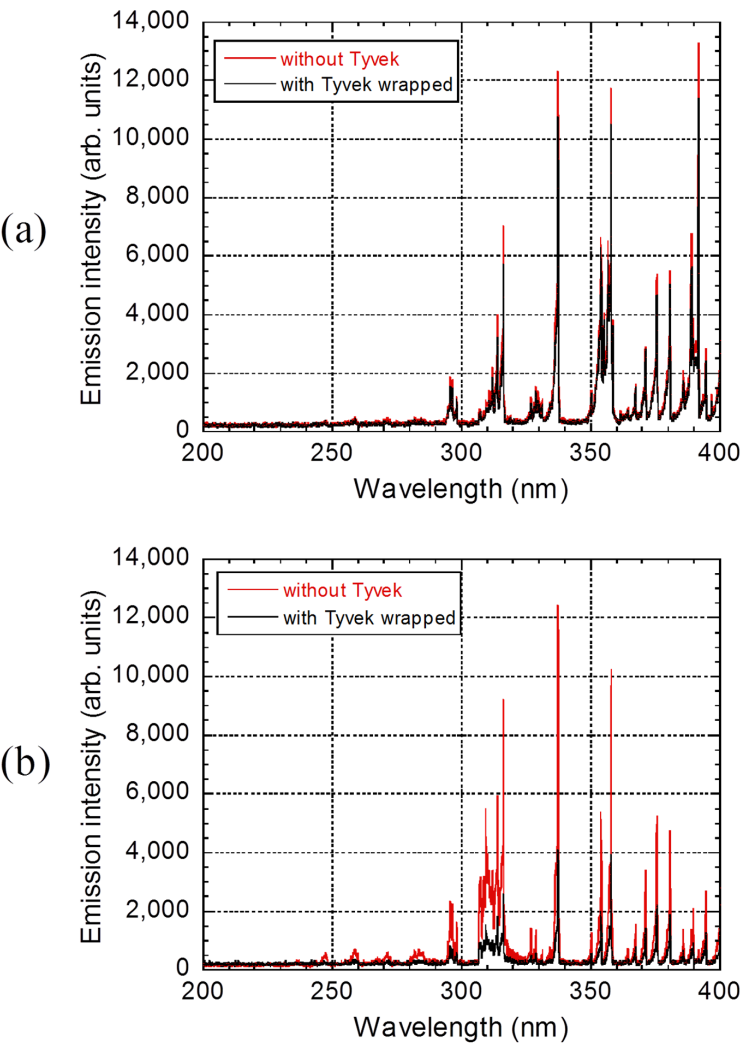 (a)
Emission intensity (arb. units)
14,000
12,000
10,000
8,000
6,000
4,000
2,000
0
without Tyvek
with Tyvek wrapped
200
250
300
350
400
Wavelength (nm)
(b)
Emission intensity (arb. units)
14,000
12,000
10,000
8,000
6,000
4,000
2,000
0
without Tyvek
with Tyvek wrapped
200
250
300
350
400
Wavelength (nm)